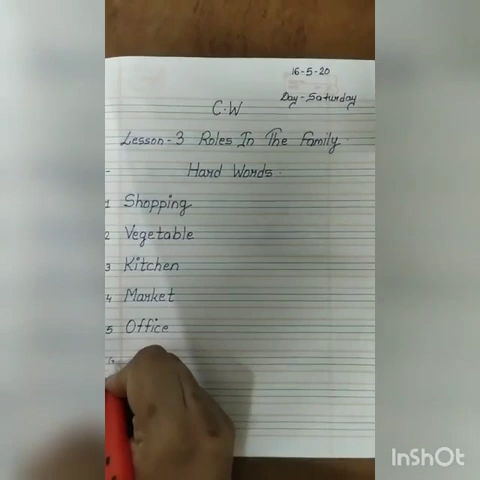 16-5-20
Day-Saturday
C.W
Lesson-3 Roles In The Family.
Hard Words.
1 Shopping
2 Vegetable
3 Kitchen
4 Market
5 Office
6
InShOt